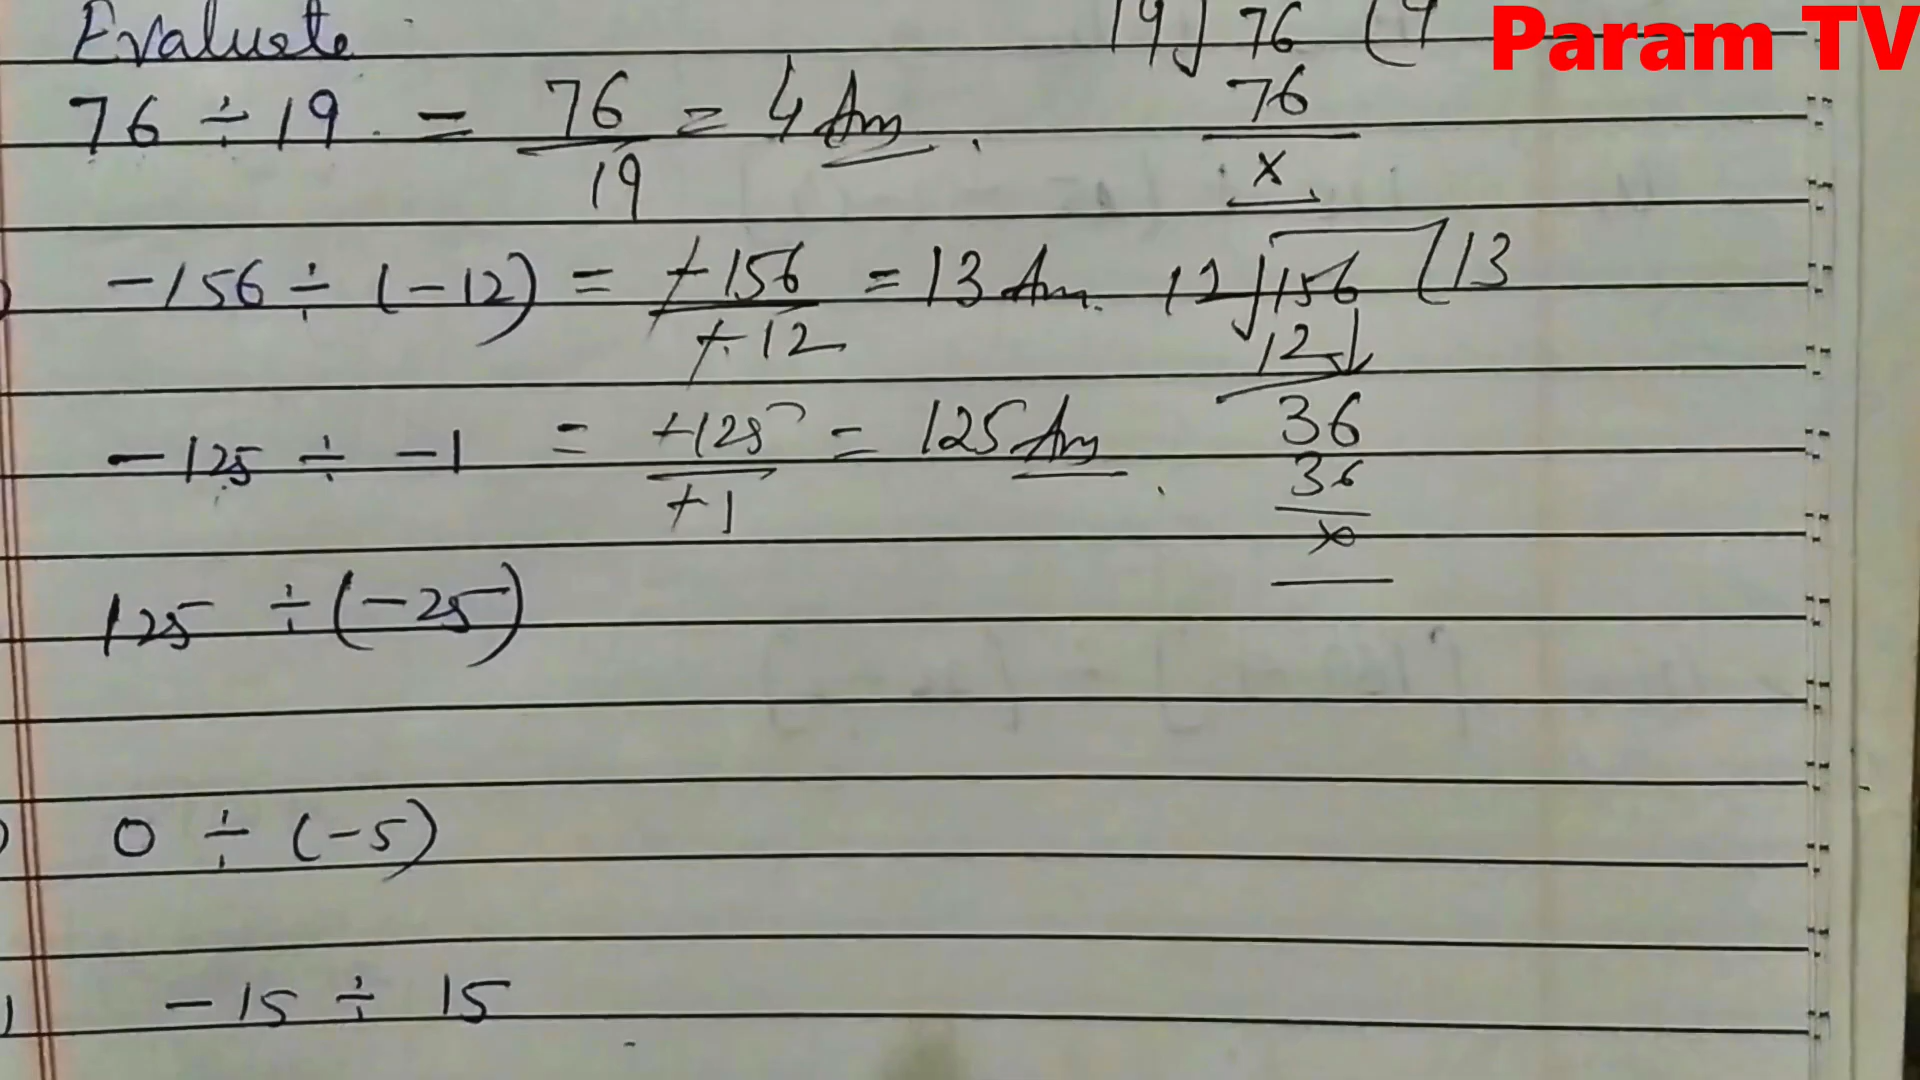 Evaluate
19) 76 (4
Param TV
76 ÷ 19 = 76/19 = 4 Ans.
76
x
-156 ÷ (-12) = +156/+12 = 13 Ans. 12) 156 (13
12↓
36
36
x
-125 ÷ -1 = +125/+1 = 125 Ans.
125 ÷ (-25)
0 ÷ (-5)
-15 ÷ 15